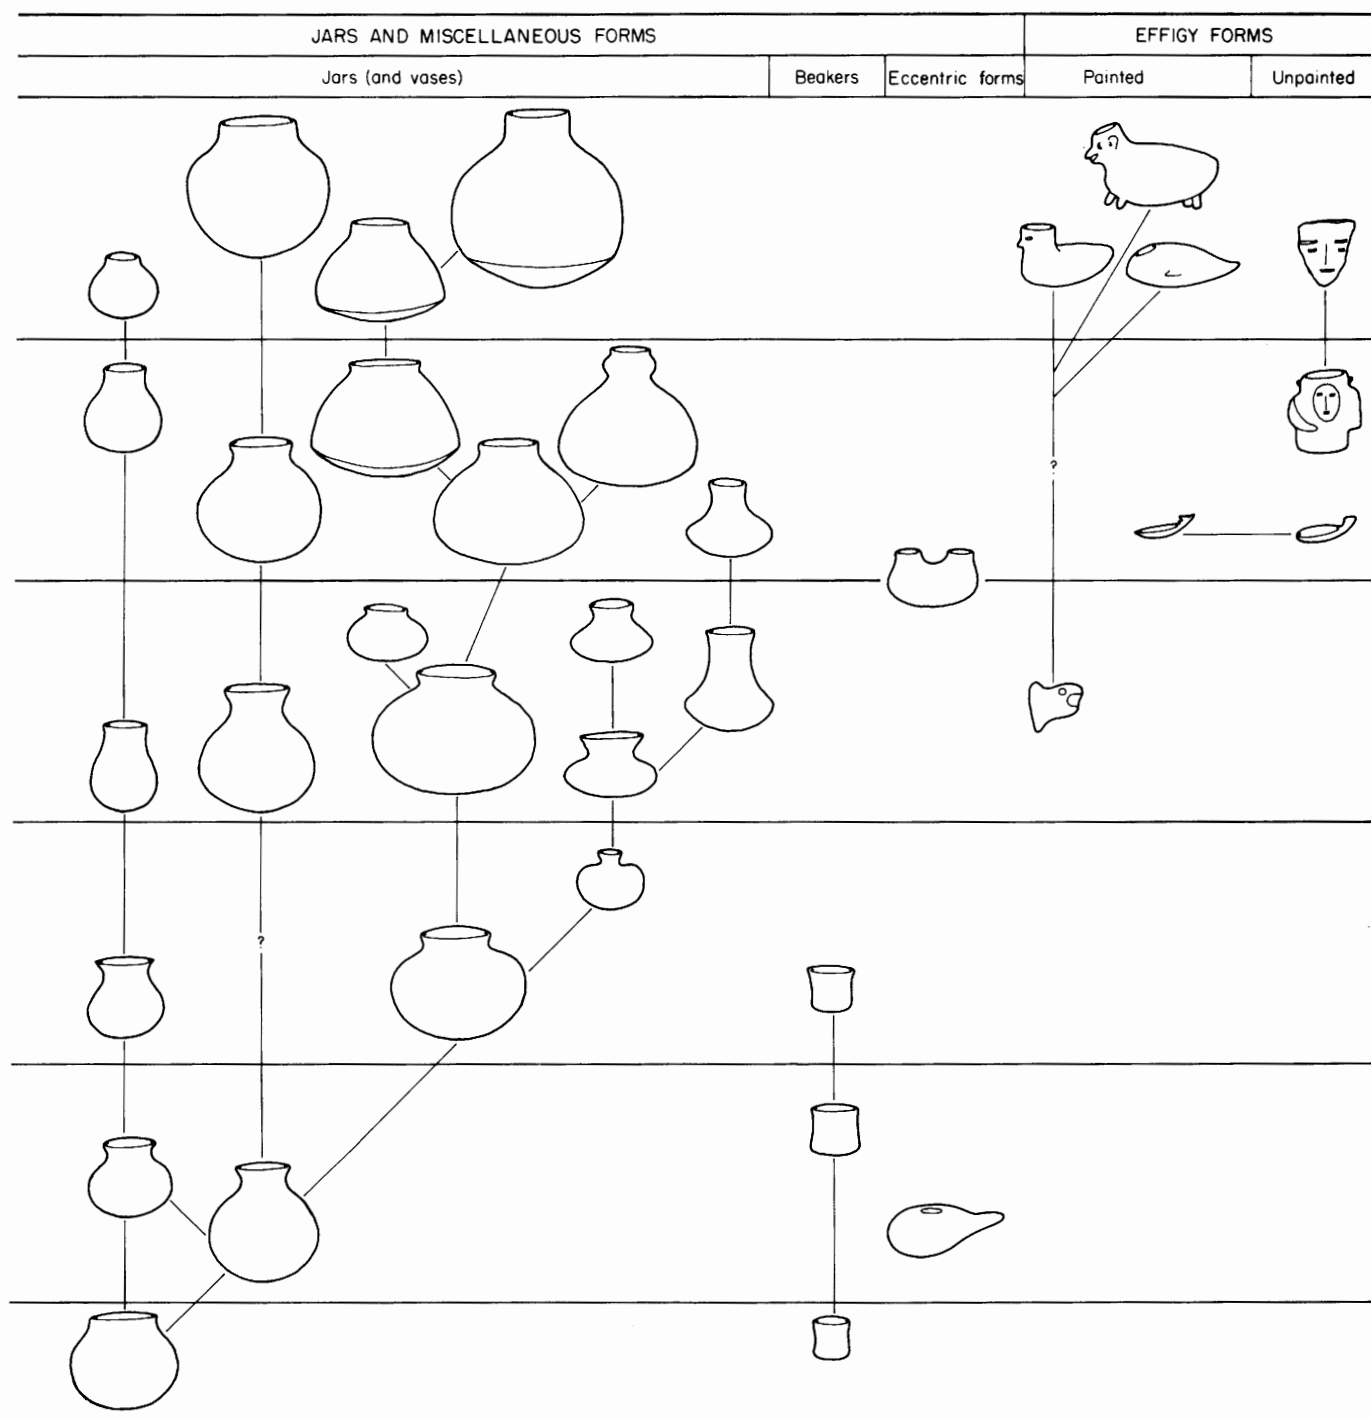 JARS AND MISCELLANEOUS FORMS EFFIGY FORMS
Jars (and vases) Beakers Eccentric forms Painted Unpainted
?
?